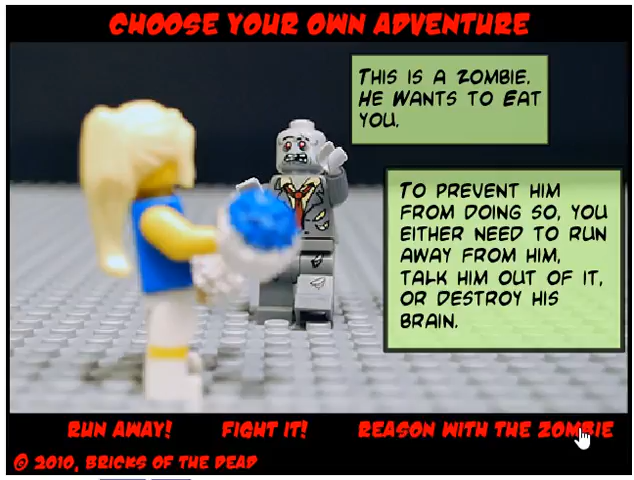 CHOOSE YOUR OWN ADVENTURE
THIS IS A ZOMBIE.
HE WANTS TO EAT
YOU.
TO PREVENT HIM
FROM DOING SO, YOU
EITHER NEED TO RUN
AWAY FROM HIM,
TALK HIM OUT OF IT,
OR DESTROY HIS
BRAIN.
RUN AWAY! FIGHT IT! REASON WITH THE ZOMBIE
© 2010, BRICKS OF THE DEAD